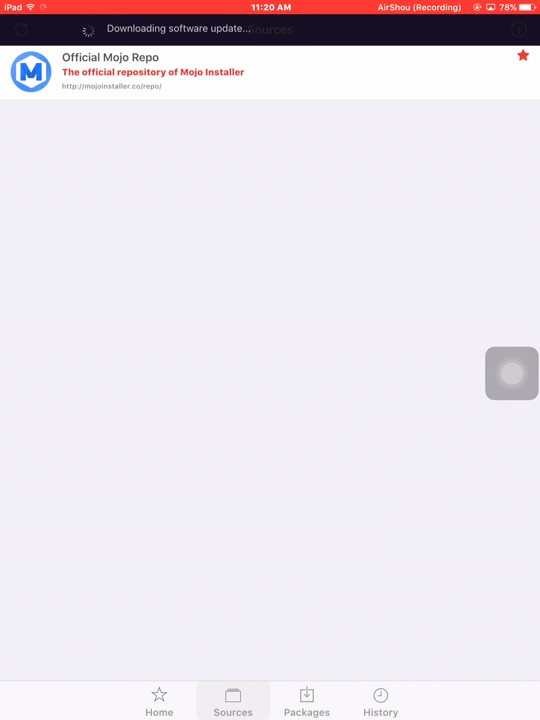 iPad
11:20 AM
AirShou (Recording)
78%
Downloading software update...
Sources
Official Mojo Repo
The official repository of Mojo Installer
http://mojoinstaller.co/repo/
M
Home
Sources
Packages
History